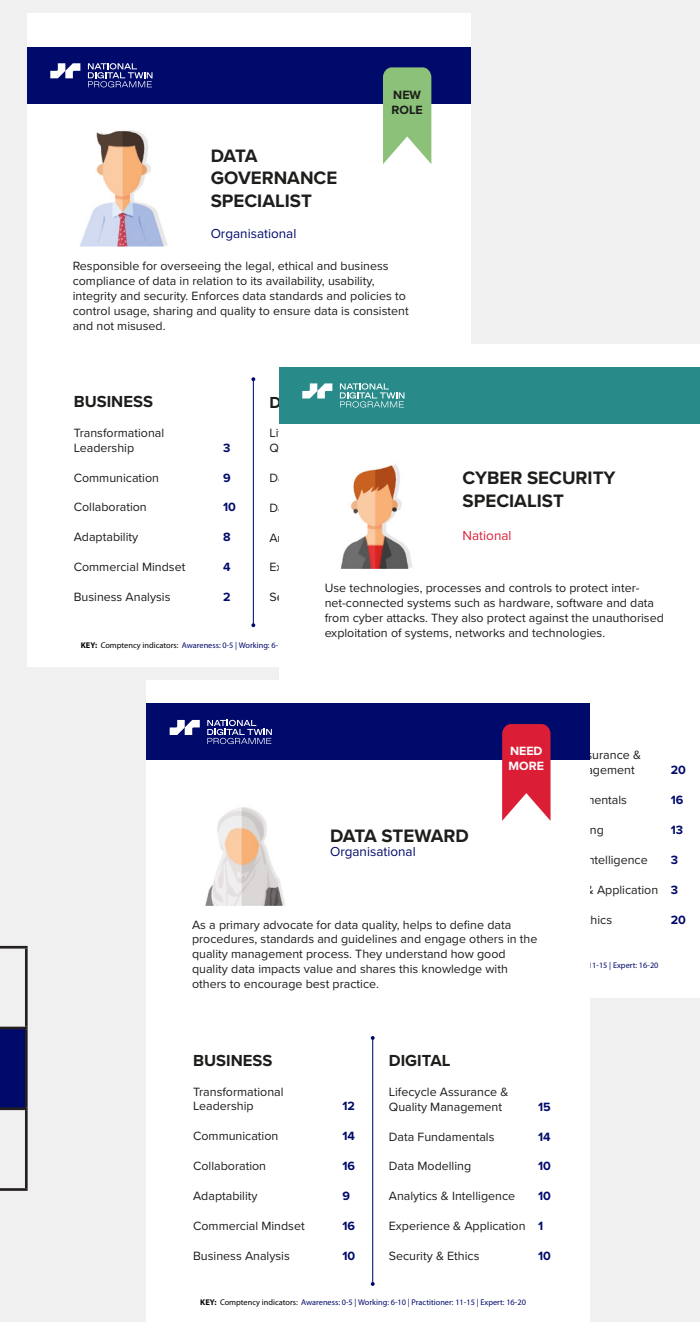 NATIONAL
DIGITAL TWIN
PROGRAMME
NEW
ROLE
DATA
GOVERNANCE
SPECIALIST
Organisational
Responsible for overseeing the legal, ethical and business
compliance of data in relation to its availability, usability,
integrity and security. Enforces data standards and policies to
control usage, sharing and quality to ensure data is consistent
and not misused.
BUSINESS
Transformational
Leadership 3
Communication 9
Collaboration 10
Adaptability 8
Commercial Mindset 4
Business Analysis 2
KEY: Comptency indicators: Awareness: 0-5 | Working: 6-
NATIONAL
DIGITAL TWIN
PROGRAMME
CYBER SECURITY
SPECIALIST
National
Use technologies, processes and controls to protect inter-
net-connected systems such as hardware, software and data
from cyber attacks. They also protect against the unauthorised
exploitation of systems, networks and technologies.
20
16
13
3
& Application 3
20
11-15 | Expert: 16-20
NATIONAL
DIGITAL TWIN
PROGRAMME
NEED
MORE
DATA STEWARD
Organisational
As a primary advocate for data quality, helps to define data
procedures, standards and guidelines and engage others in the
quality management process. They understand how good
quality data impacts value and shares this knowledge with
others to encourage best practice.
BUSINESS
Transformational
Leadership 12
Communication 14
Collaboration 16
Adaptability 9
Commercial Mindset 16
Business Analysis 10
DIGITAL
Lifecycle Assurance &
Quality Management 15
Data Fundamentals 14
Data Modelling 10
Analytics & Intelligence 10
Experience & Application 1
Security & Ethics 10
KEY: Comptency indicators: Awareness: 0-5 | Working: 6-10 | Practitioner: 11-15 | Expert: 16-20